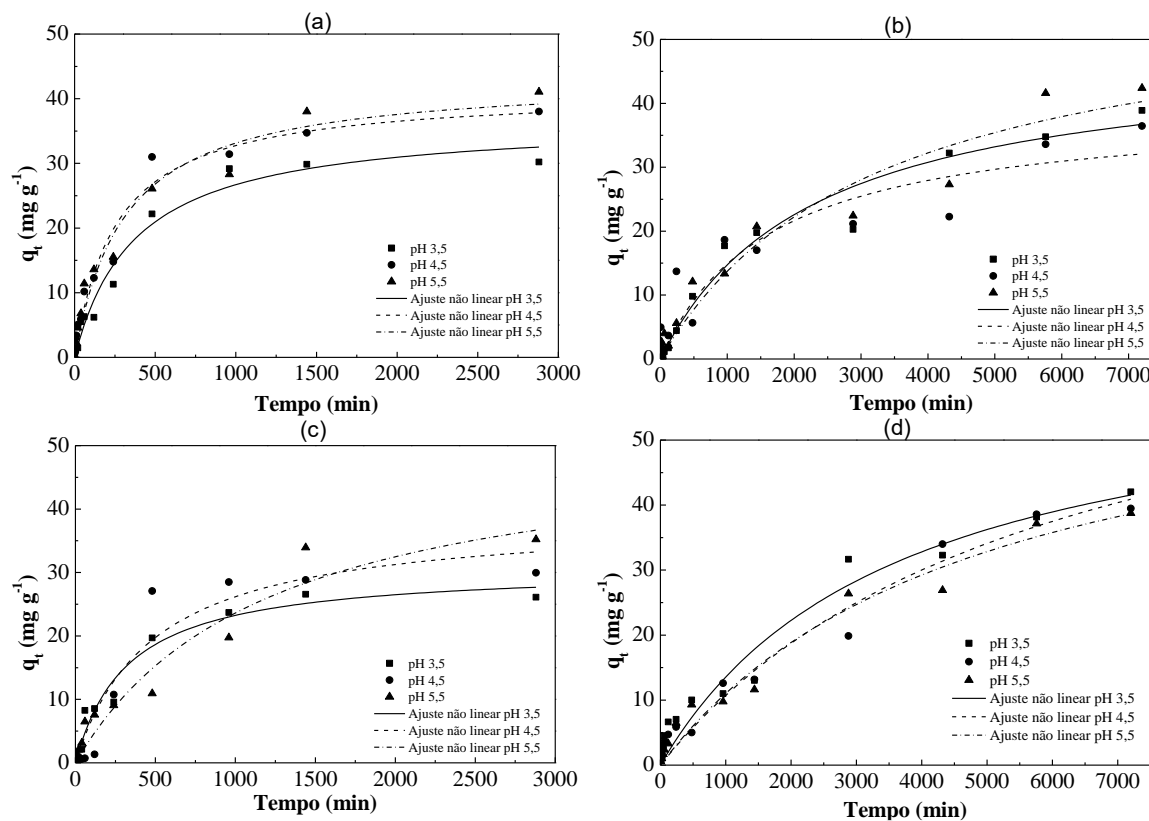 (a)
50
40
30
20
10
0
q_t (mg g^-1)
pH 3,5
pH 4,5
pH 5,5
Ajuste não linear pH 3,5
Ajuste não linear pH 4,5
Ajuste não linear pH 5,5
0 500 1000 1500 2000 2500 3000
Tempo (min)
(b)
50
40
30
20
10
0
q_t (mg g^-1)
pH 3,5
pH 4,5
pH 5,5
Ajuste não linear pH 3,5
Ajuste não linear pH 4,5
Ajuste não linear pH 5,5
0 1000 2000 3000 4000 5000 6000 7000
Tempo (min)
(c)
50
40
30
20
10
0
q_t (mg g^-1)
pH 3,5
pH 4,5
pH 5,5
Ajuste não linear pH 3,5
Ajuste não linear pH 4,5
Ajuste não linear pH 5,5
0 500 1000 1500 2000 2500 3000
Tempo (min)
(d)
50
40
30
20
10
0
q_t (mg g^-1)
pH 3,5
pH 4,5
pH 5,5
Ajuste não linear pH 3,5
Ajuste não linear pH 4,5
Ajuste não linear pH 5,5
0 1000 2000 3000 4000 5000 6000 7000
Tempo (min)